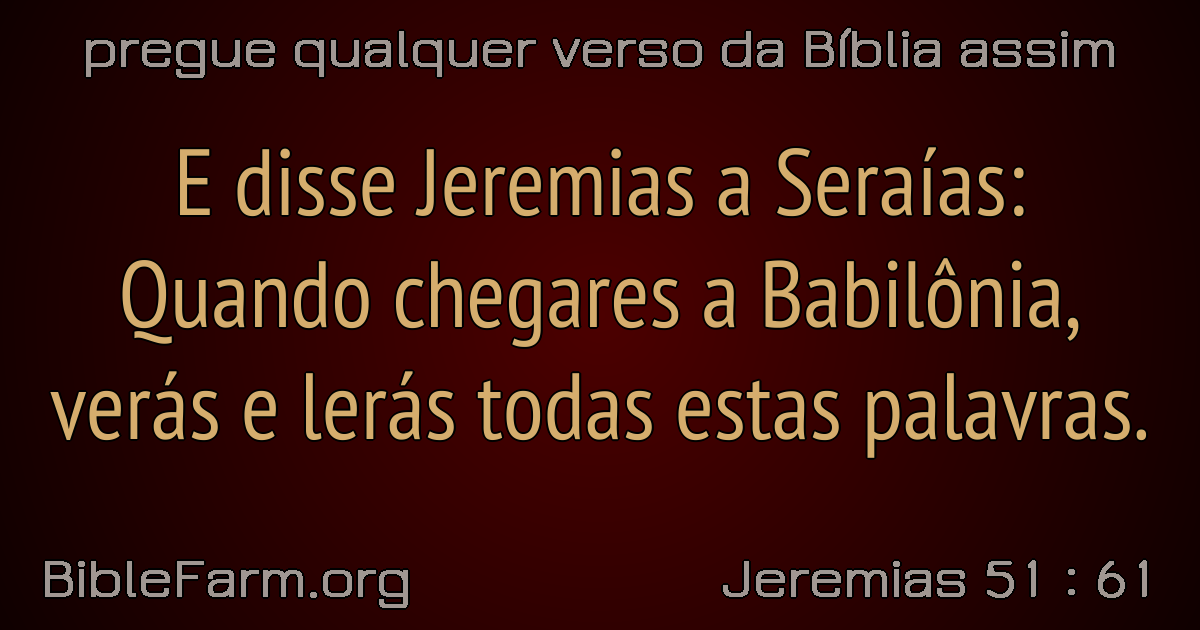 pregue qualquer verso da Bíblia assim
E disse Jeremias a Seraías:
Quando chegares a Babilônia,
verás e lerás todas estas palavras.
BibleFarm.org
Jeremias 51 : 61